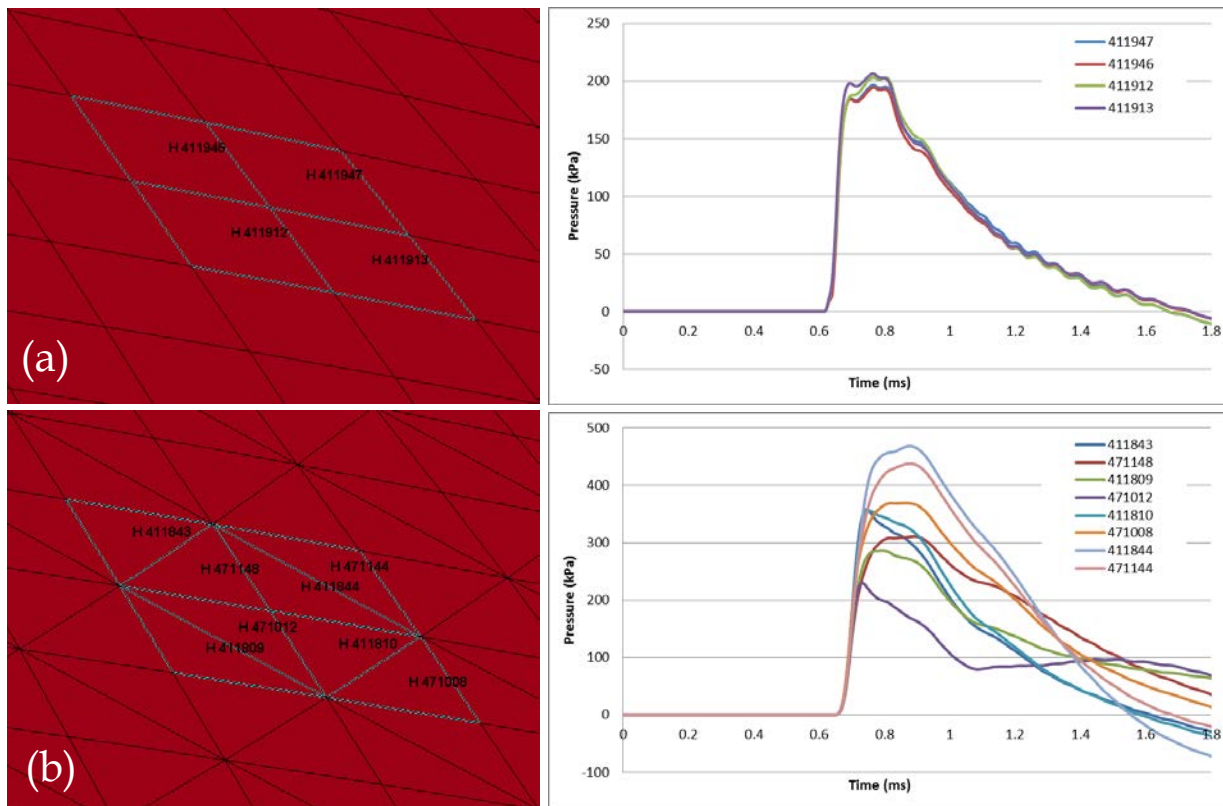 (a)
H 411946
H 411947
H 411912
H 411913
Pressure (kPa)
250
200
150
100
50
0
-50
0 0.2 0.4 0.6 0.8 1 1.2 1.4 1.6 1.8
Time (ms)
411947
411946
411912
411913
(b)
H 411843
H 471148
H 471144
H 411844
H 471012
H 411809
H 411810
H 471008
Pressure (kPa)
500
400
300
200
100
0
-100
0 0.2 0.4 0.6 0.8 1 1.2 1.4 1.6 1.8
Time (ms)
411843
471148
411809
471012
411810
471008
411844
471144